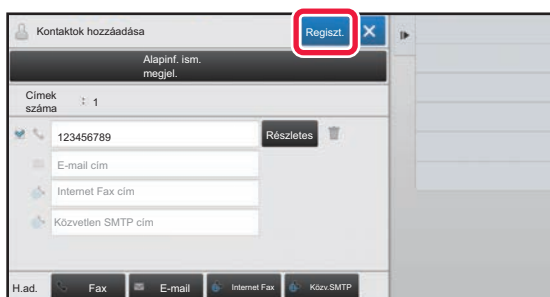 Kontaktok hozzáadása
Regiszt.
Alapinf. ism.
megjel.
Címek
száma : 1
123456789
Részletes
E-mail cím
Internet Fax cím
Közvetlen SMTP cím
H.ad. Fax E-mail Internet Fax Közv.SMTP